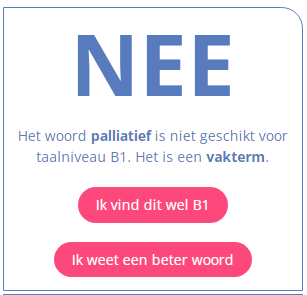 NEE
Het woord palliatief is niet geschikt voor
taalniveau B1. Het is een vakterm.
Ik vind dit wel B1
Ik weet een beter woord